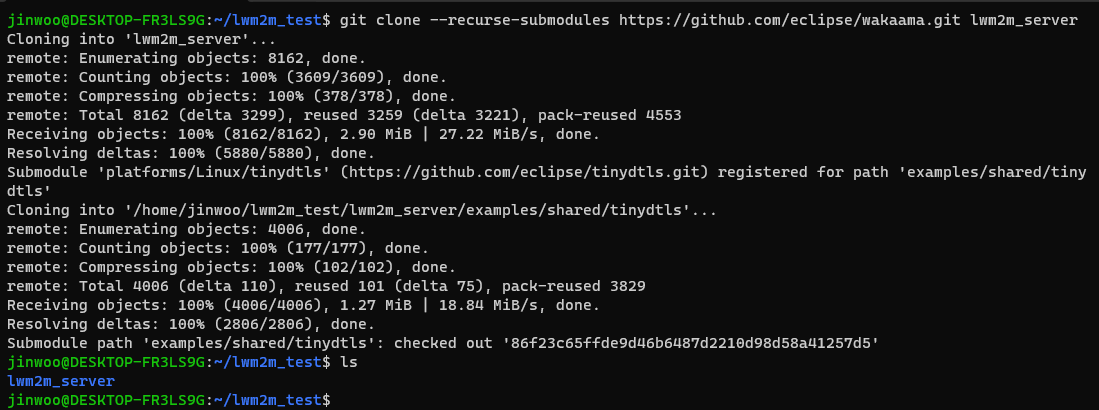 jinwoo@DESKTOP-FR3LS9G:~/lwm2m_test$ git clone --recurse-submodules https://github.com/eclipse/wakaama.git lwm2m_server
Cloning into 'lwm2m_server'...
remote: Enumerating objects: 8162, done.
remote: Counting objects: 100% (3609/3609), done.
remote: Compressing objects: 100% (378/378), done.
remote: Total 8162 (delta 3299), reused 3259 (delta 3221), pack-reused 4553
Receiving objects: 100% (8162/8162), 2.90 MiB | 27.22 MiB/s, done.
Resolving deltas: 100% (5880/5880), done.
Submodule 'platforms/Linux/tinydtls' (https://github.com/eclipse/tinydtls.git) registered for path 'examples/shared/tiny
dtls'
Cloning into '/home/jinwoo/lwm2m_test/lwm2m_server/examples/shared/tinydtls'...
remote: Enumerating objects: 4006, done.
remote: Counting objects: 100% (177/177), done.
remote: Compressing objects: 100% (102/102), done.
remote: Total 4006 (delta 110), reused 101 (delta 75), pack-reused 3829
Receiving objects: 100% (4006/4006), 1.27 MiB | 18.84 MiB/s, done.
Resolving deltas: 100% (2806/2806), done.
Submodule path 'examples/shared/tinydtls': checked out '86f23c65ffde9d46b6487d2210d98d58a41257d5'
jinwoo@DESKTOP-FR3LS9G:~/lwm2m_test$ ls
lwm2m_server
jinwoo@DESKTOP-FR3LS9G:~/lwm2m_test$